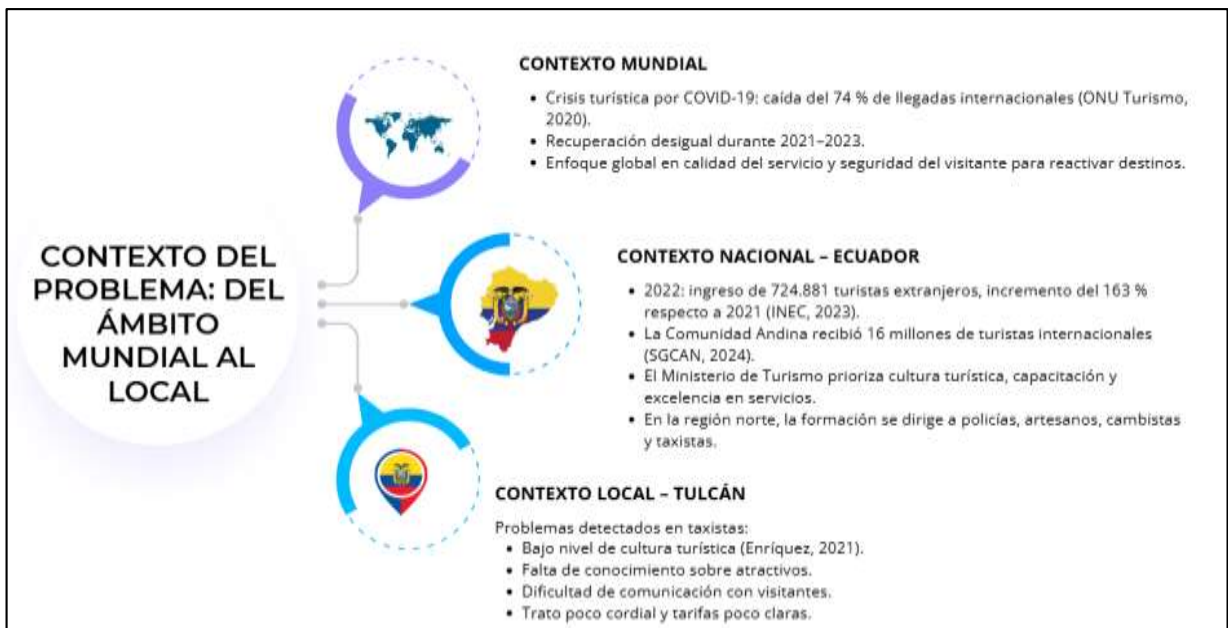 CONTEXTO DEL
PROBLEMA: DEL
ÁMBITO
MUNDIAL AL
LOCAL
CONTEXTO MUNDIAL
• Crisis turística por COVID-19: caída del 74 % de llegadas internacionales (ONU Turismo,
2020).
• Recuperación desigual durante 2021–2023.
• Enfoque global en calidad del servicio y seguridad del visitante para reactivar destinos.
CONTEXTO NACIONAL – ECUADOR
• 2022: ingreso de 724.881 turistas extranjeros, incremento del 163 %
respecto a 2021 (INEC, 2023).
• La Comunidad Andina recibió 16 millones de turistas internacionales
(SGCAN, 2024).
• El Ministerio de Turismo prioriza cultura turística, capacitación y
excelencia en servicios.
• En la región norte, la formación se dirige a policías, artesanos, cambistas
y taxistas.
CONTEXTO LOCAL – TULCÁN
Problemas detectados en taxistas:
• Bajo nivel de cultura turística (Enríquez, 2021).
• Falta de conocimiento sobre atractivos.
• Dificultad de comunicación con visitantes.
• Trato poco cordial y tarifas poco claras.